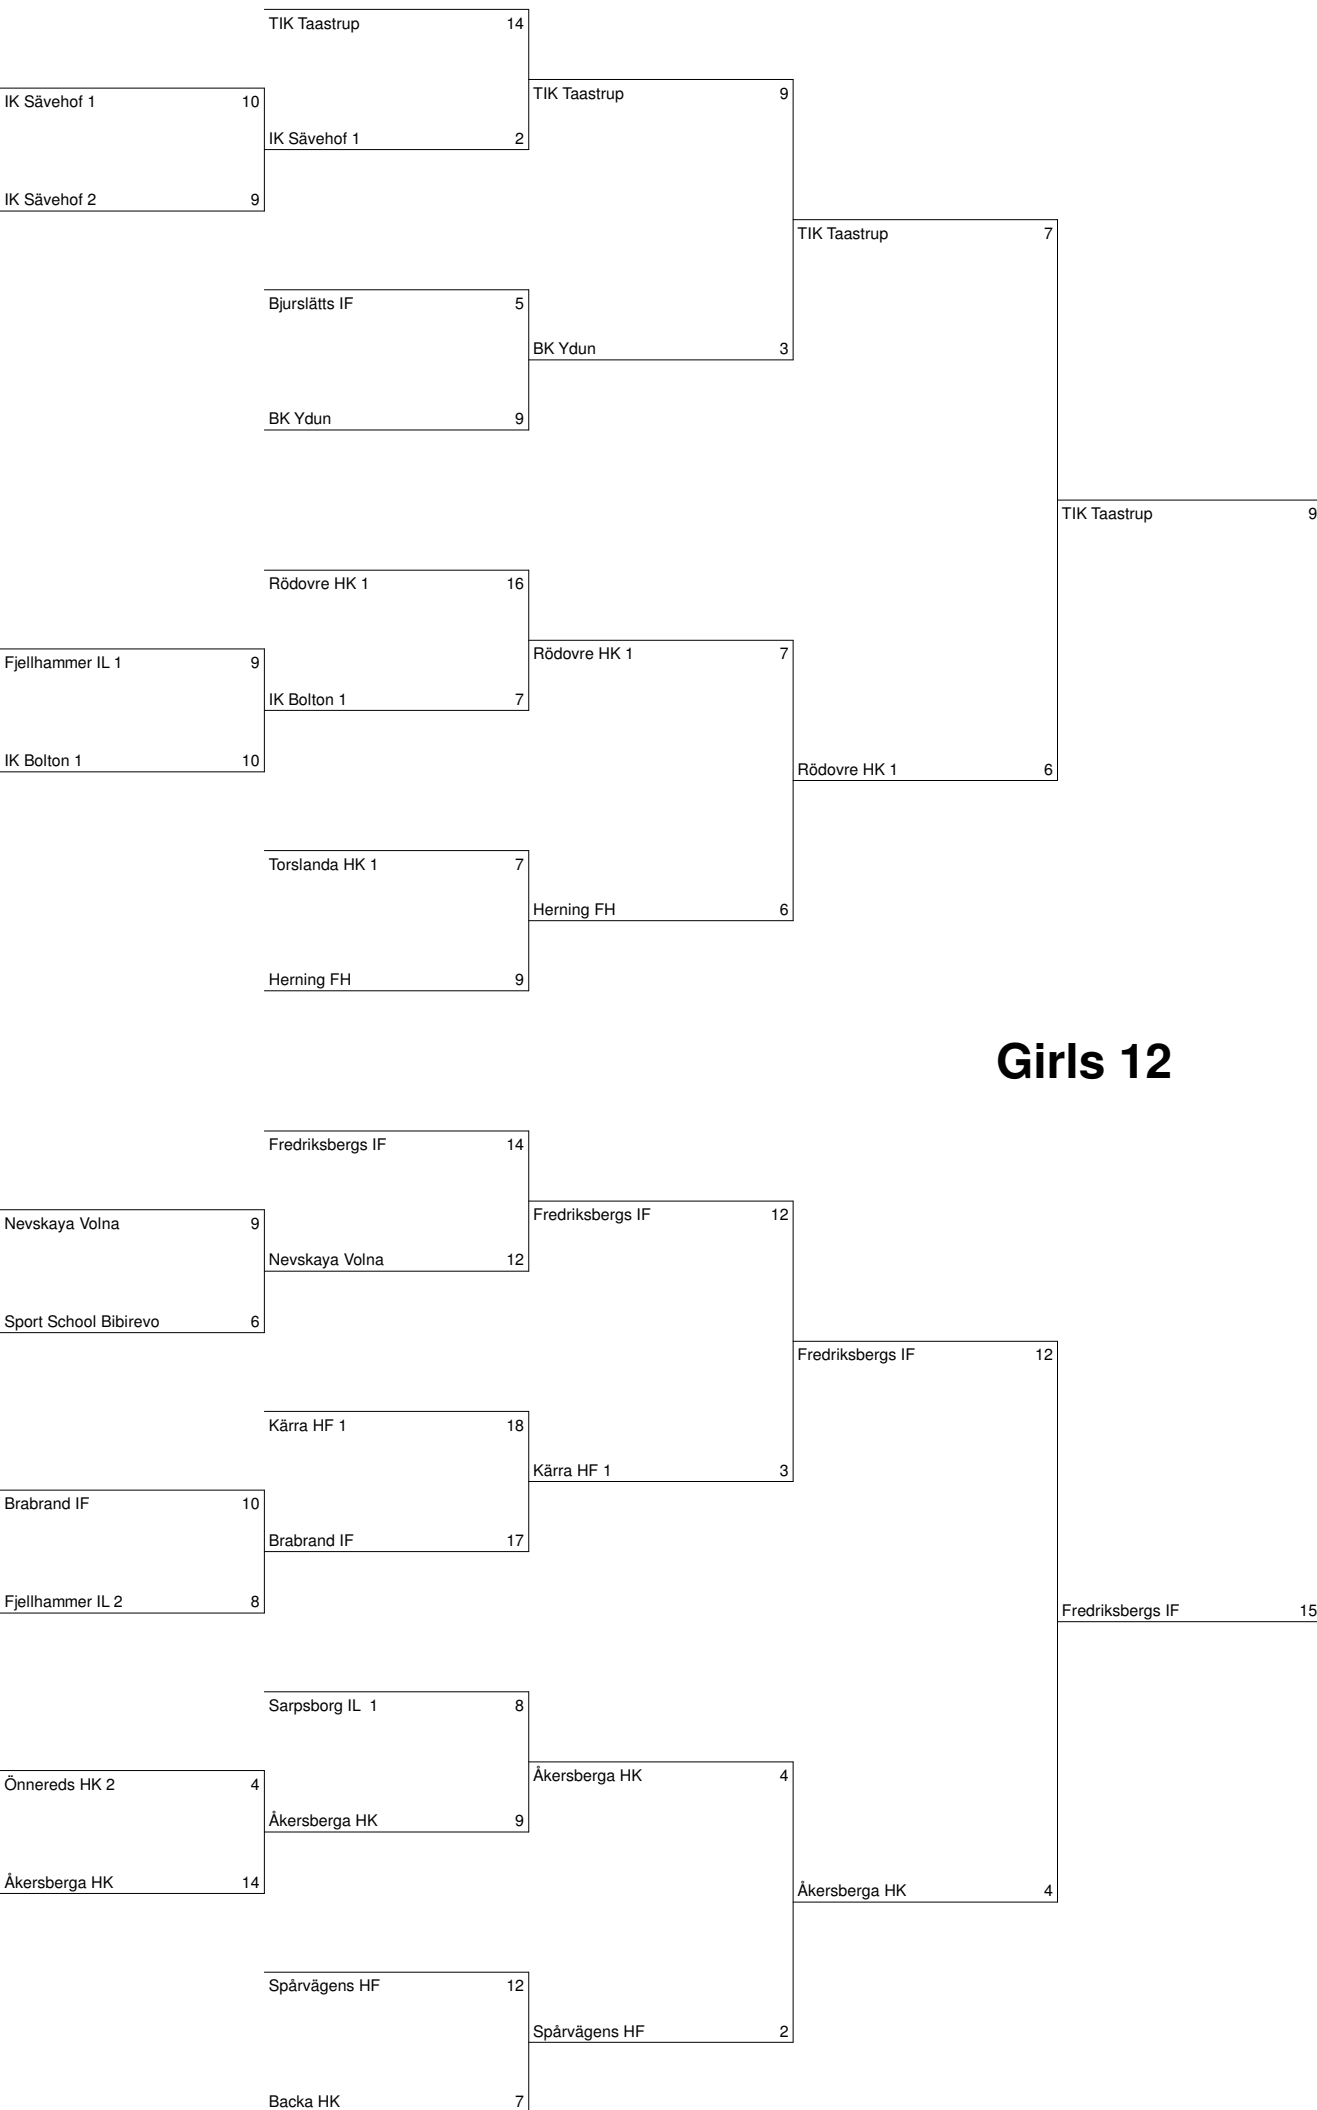 TIK Taastrup 14
TIK Taastrup 9
IK Sävehof 1 10
IK Sävehof 1 2
IK Sävehof 2 9
TIK Taastrup 7
Bjurslätts IF 5
BK Ydun 3
BK Ydun 9
TIK Taastrup 9
Rödovre HK 1 16
Rödovre HK 1 7
Fjellhammer IL 1 9
IK Bolton 1 7
IK Bolton 1 10
Rödovre HK 1 6
Torslanda HK 1 7
Herning FH 6
Herning FH 9
Girls 12
Fredriksbergs IF 14
Fredriksbergs IF 12
Nevskaya Volna 9
Nevskaya Volna 12
Sport School Bibirevo 6
Fredriksbergs IF 12
Kärra HF 1 18
Kärra HF 1 3
Brabrand IF 10
Brabrand IF 17
Fjellhammer IL 2 8
Fredriksbergs IF 15
Sarpsborg IL 1 8
Åkersberga HK 4
Önnereds HK 2 4
Åkersberga HK 9
Åkersberga HK 14
Åkersberga HK 4
Spårvägens HF 12
Spårvägens HF 2
Backa HK 7